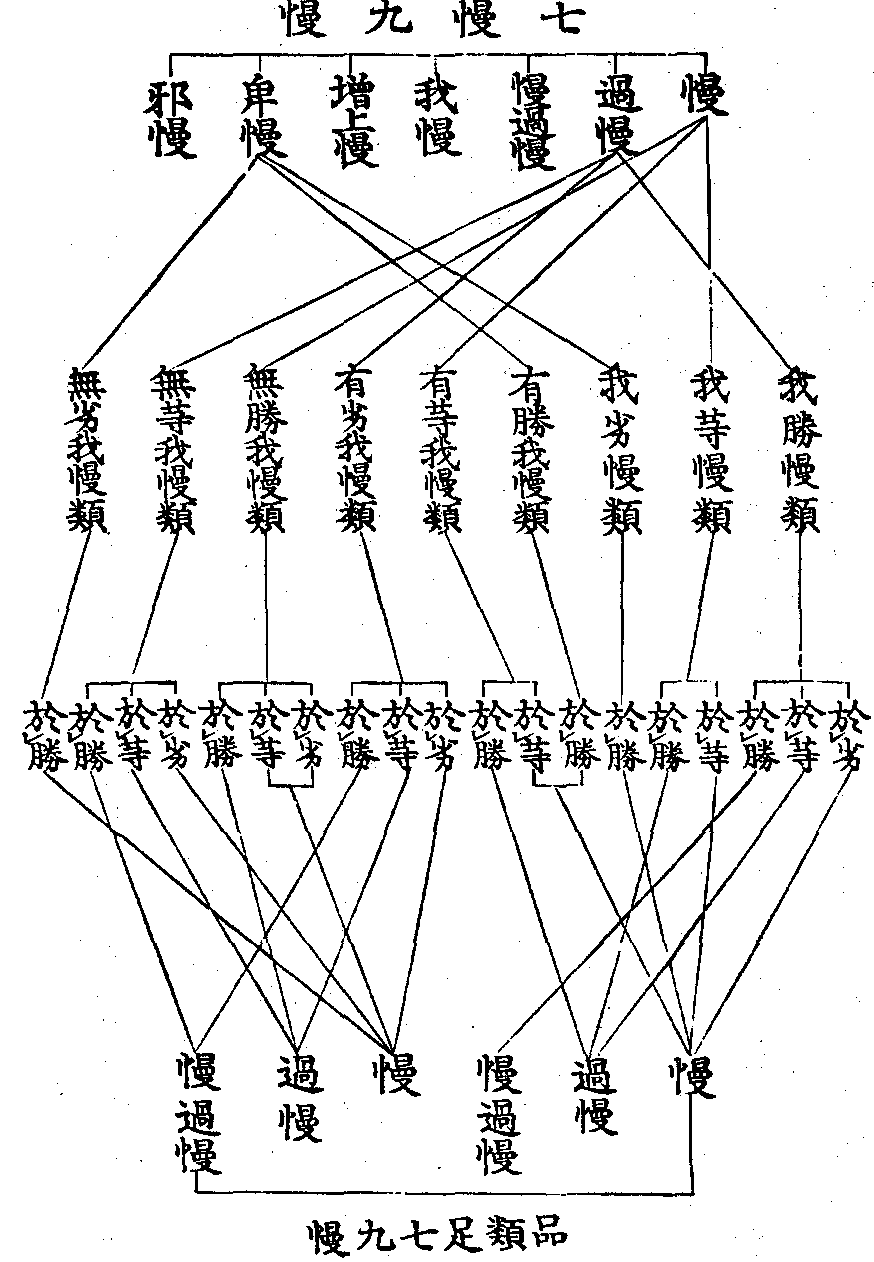 七慢九慢
慢
過慢
慢過慢
我慢
增上慢
卑慢
邪慢
我勝慢類
我等慢類
我劣慢類
有勝我慢類
有等我慢類
有劣我慢類
無勝我慢類
無等我慢類
無劣我慢類
於㆑劣
於㆑等
於㆑勝
於㆑等
於㆑勝
於㆑勝
於㆑勝
於㆑等
於㆑勝
於㆑劣
於㆑等
於㆑勝
於㆑劣
於㆑等
於㆑勝
於㆑劣
於㆑等
於㆑勝
於㆑勝
慢
過慢
慢過慢
慢
過慢
慢過慢
品類足七九慢